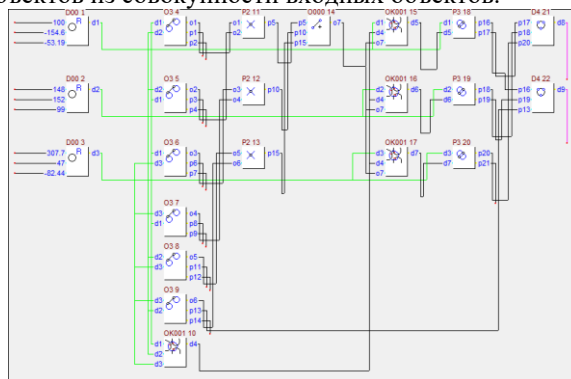 объектов из совокупности входных объектов.
D00 1
100
-154.6
-53.19
R
d1
O3 4
d1
d2
o1
p1
p2
P2 11
o1
o2
p5
O000 14
p5
p10
p15
o7
OK001 15
d1
d3
d4
o7
d5
P3 18
d1
d5
p16
p17
D4 21
p17
p18
p20
d8
D00 2
148
152
99
R
d2
O3 5
d2
d1
o2
p3
p4
P2 12
o3
o4
p10
OK001 16
d2
d3
d4
o7
d6
P3 19
d2
d6
p18
p19
D4 22
p16
p19
p13
d9
D00 3
307.7
47
-82.44
R
d3
O3 6
d1
d3
o3
p6
p7
P2 13
o5
o6
p15
OK001 17
d3
d4
o7
d7
P3 20
d3
d7
p20
p21
O3 7
d3
d1
o4
p8
p9
O3 8
d2
d3
o5
p11
p12
O3 9
d3
d2
o6
p13
p14
OK001 10
d1
d2
d3
d4